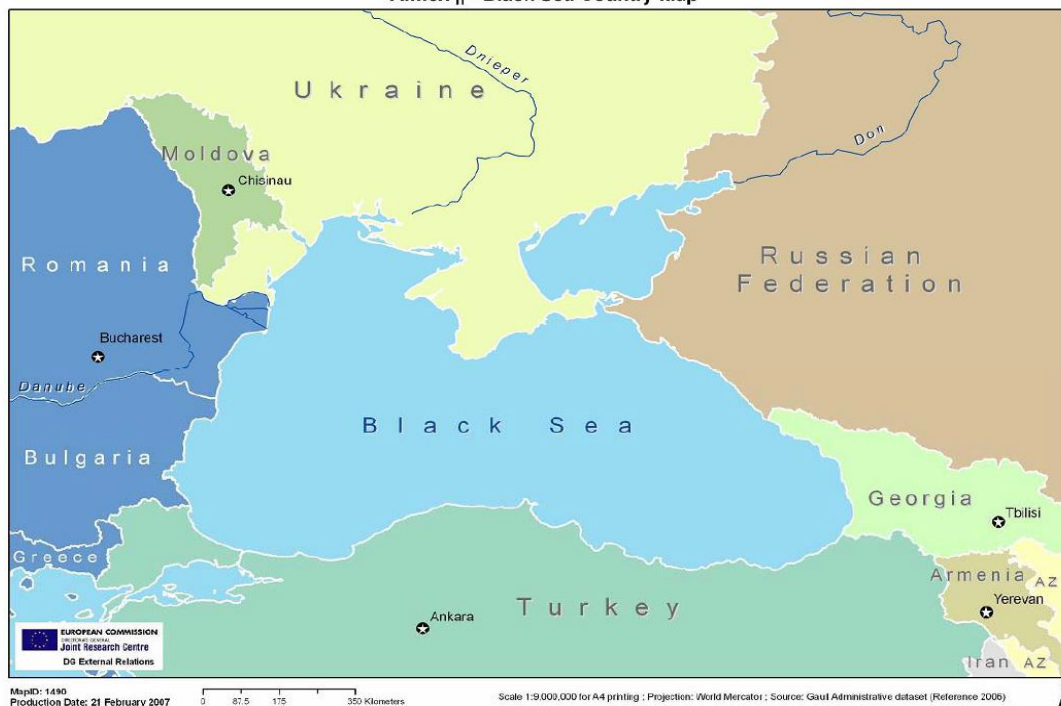 Black Sea Country Map
Dnieper
Ukraine
Don
Moldova
Chisinau
Romania
Russian
Federation
Bucharest
Danube
Black Sea
Bulgaria
Georgia
Tbilisi
Greece
Armenia
AZ
Turkey
Yerevan
Ankara
Iran
AZ
EUROPEAN COMMISSION
DIRECTORATE-GENERAL
Joint Research Centre
DG External Relations
MapID: 1490
Production Date: 21 February 2007
0 87.5 175 350 Kilometers
Scale 1:9,000,000 for A4 printing ; Projection: World Mercator ; Source: Gaul Administrative dataset (Reference 2006)